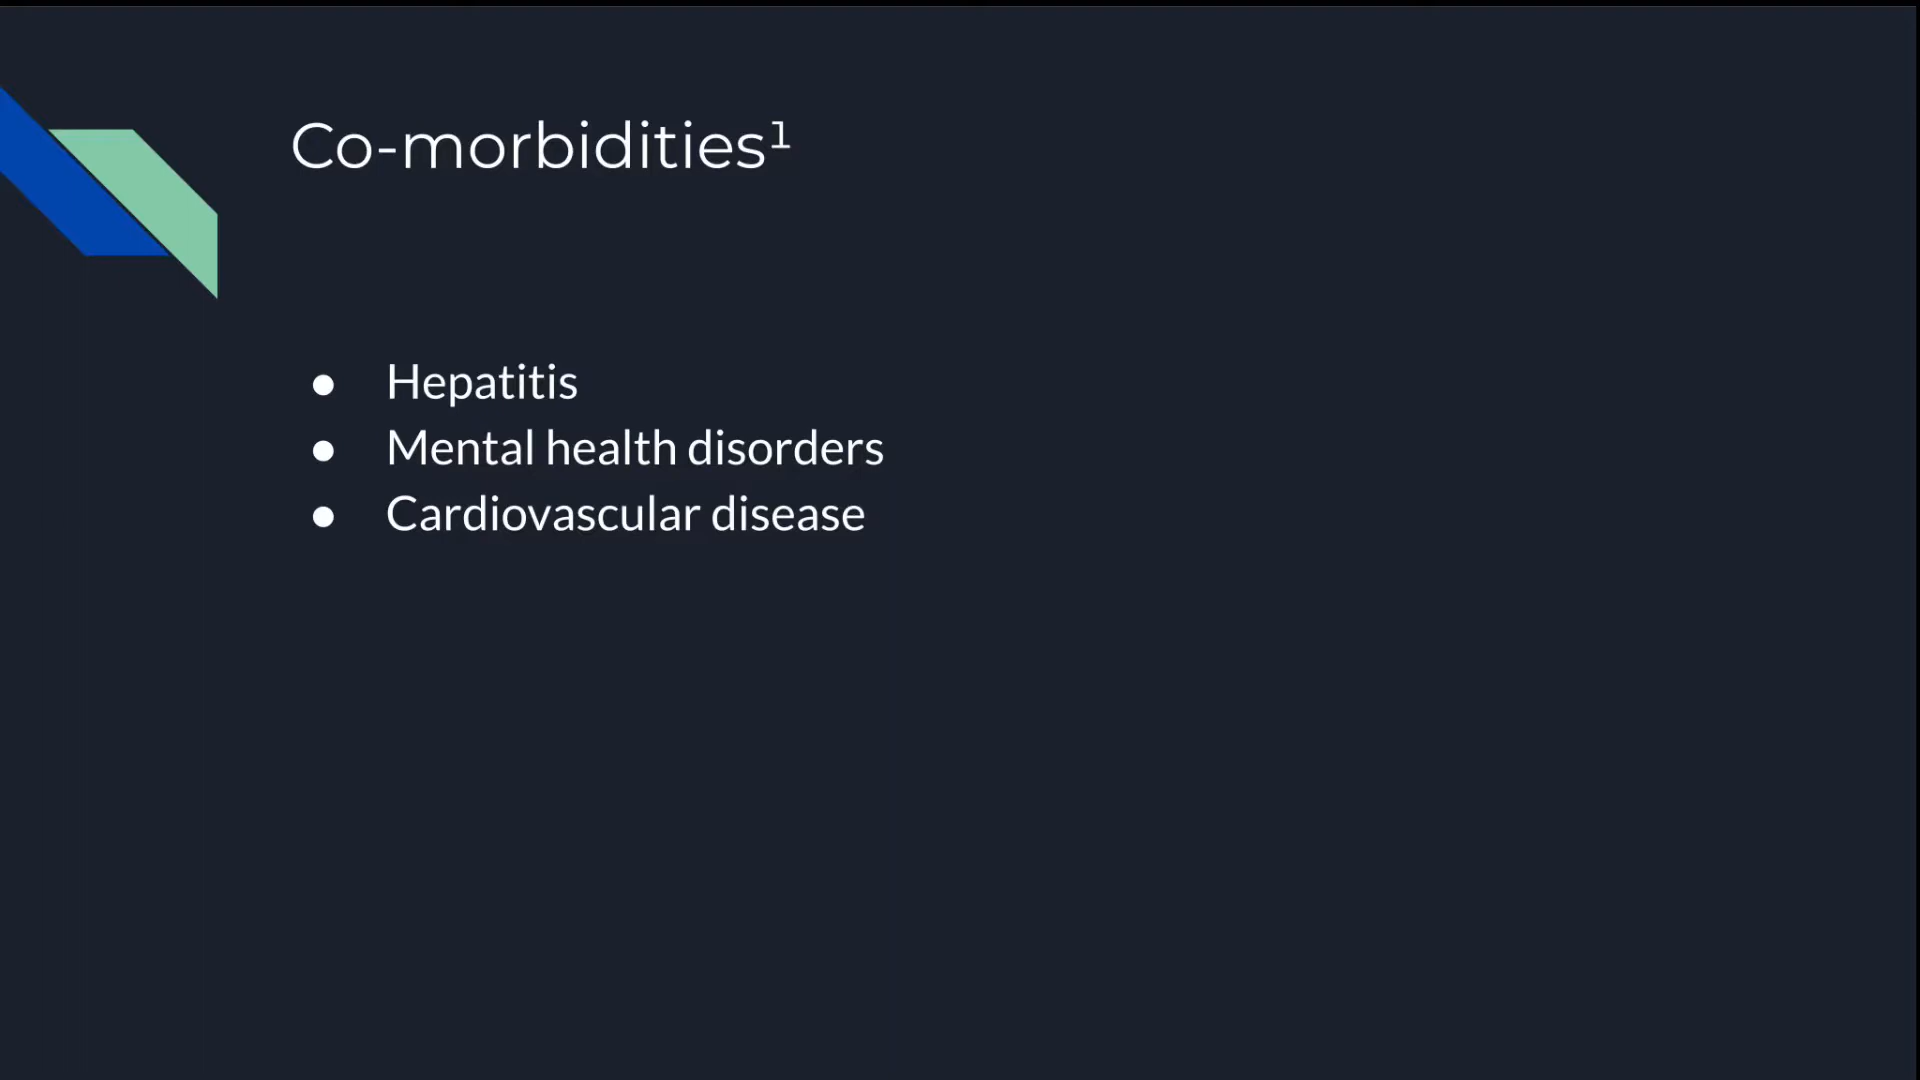 Co-morbidities¹
● Hepatitis
● Mental health disorders
● Cardiovascular disease